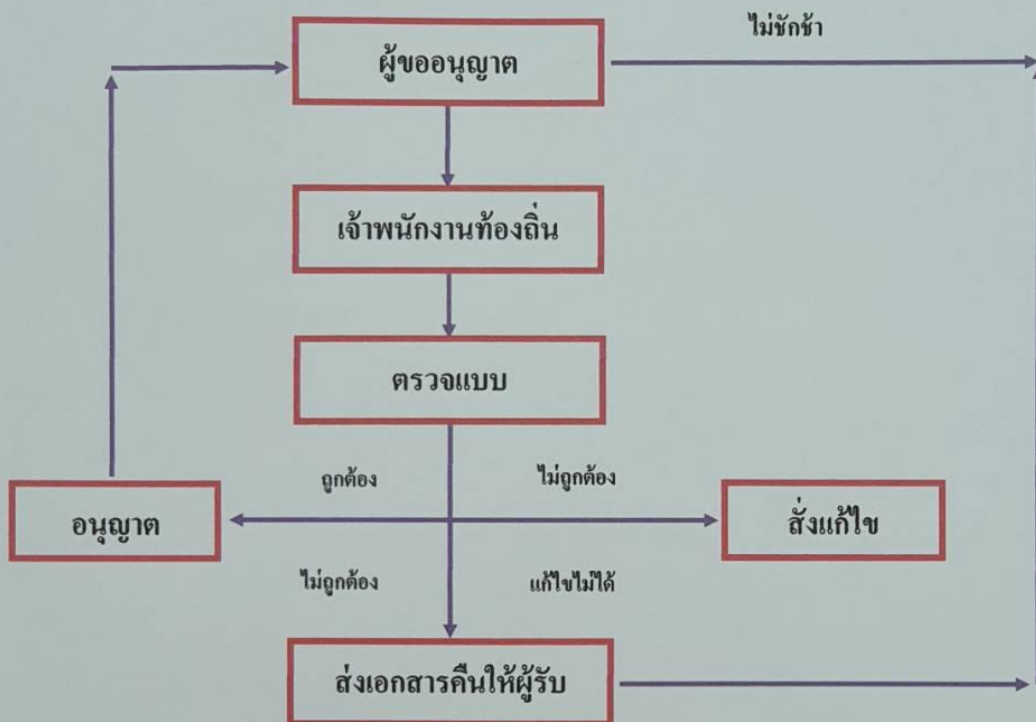 ไม่ชักช้า
ผู้ขออนุญาต
เจ้าพนักงานท้องถิ่น
ตรวจแบบ
ถูกต้อง
ไม่ถูกต้อง
อนุญาต
สั่งแก้ไข
ไม่ถูกต้อง
แก้ไขไม่ได้
ส่งเอกสารคืนให้ผู้รับ